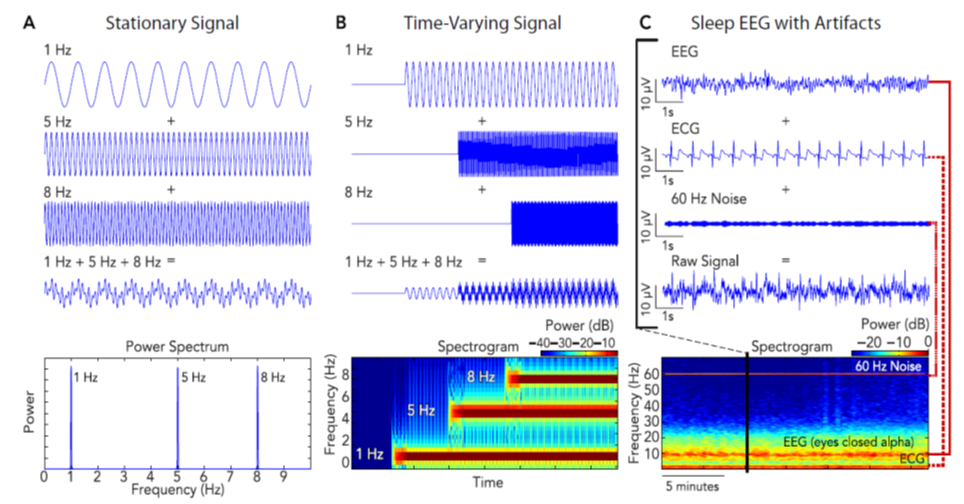 A Stationary Signal
1 Hz
+
5 Hz
+
8 Hz
1 Hz + 5 Hz + 8 Hz =
Power Spectrum
Power
1 Hz
5 Hz
8 Hz
0 1 2 3 4 5 6 7 8 9
Frequency (Hz)
B Time-Varying Signal
1 Hz
5 Hz
+
8 Hz
+
1 Hz + 5 Hz + 8 Hz =
Power (dB)
Spectrogram
−40−30−20−10
Frequency (Hz)
8
6
4
2
0
8 Hz
5 Hz
1 Hz
Time
C Sleep EEG with Artifacts
EEG
10 µV
1s
+
ECG
10 µV
1s
+
60 Hz Noise
10 µV
1s
Raw Signal =
10 µV
1s
Power (dB)
Spectrogram
−20 −10 0
Frequency (Hz)
60
50
40
30
20
10
60 Hz Noise
EEG (eyes closed alpha)
ECG
5 minutes